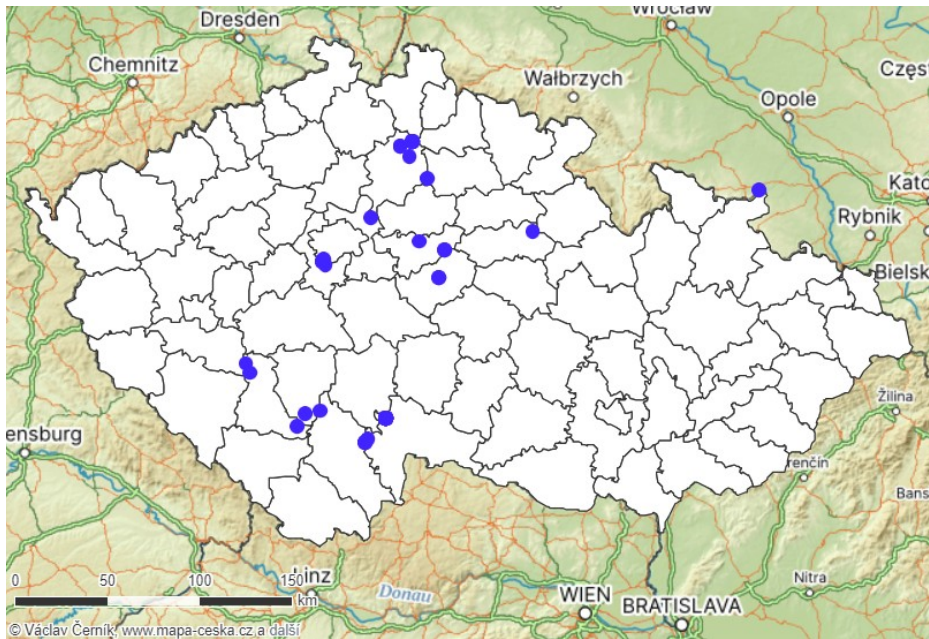 Wrocław
Dresden
Chemnitz
Wałbrzych
Częst
Opole
Kato
Rybnik
Bielsk
Žilina
ensburg
renčín
Bans
0 50 100 150
km
Linz
Nitra
Donau
WIEN
BRATISLAVA
© Václav Černík, www.mapa-ceska.cz a další